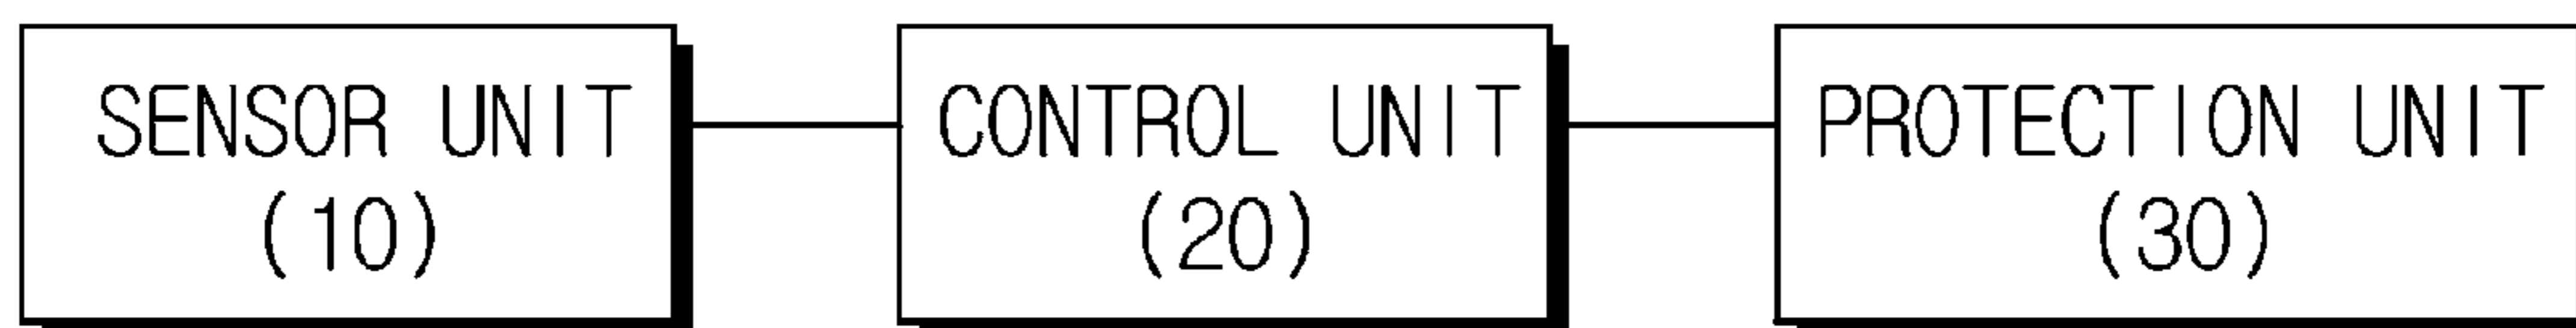 SENSOR UNIT
(10)
CONTROL UNIT
(20)
PROTECTION UNIT
(30)